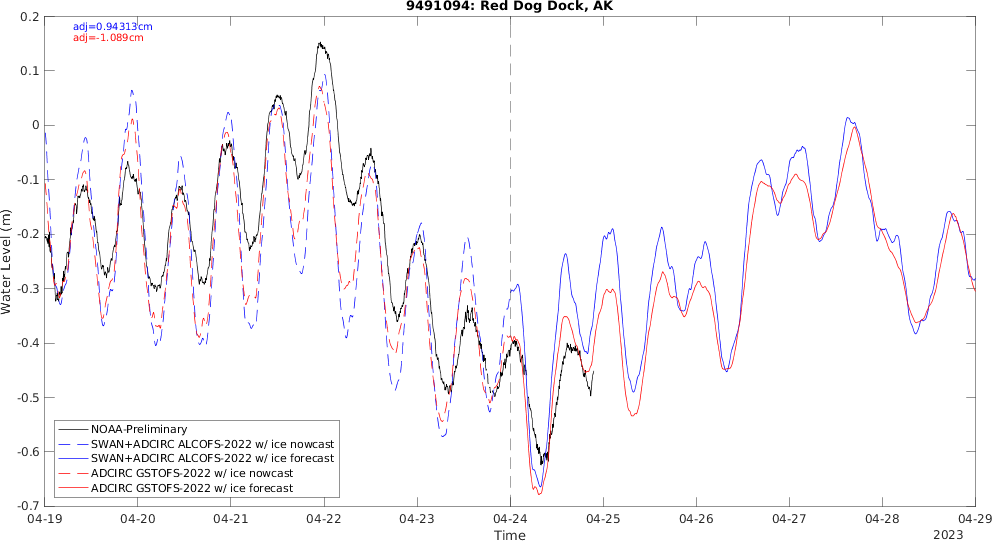 9491094: Red Dog Dock, AK
adj=0.94313cm
adj=-1.089cm
Water Level (m)
0.2
0.1
0
-0.1
-0.2
-0.3
-0.4
-0.5
-0.6
-0.7
NOAA-Preliminary
SWAN+ADCIRC ALCOFS-2022 w/ ice nowcast
SWAN+ADCIRC ALCOFS-2022 w/ ice forecast
ADCIRC GSTOFS-2022 w/ ice nowcast
ADCIRC GSTOFS-2022 w/ ice forecast
04-19 04-20 04-21 04-22 04-23 04-24 04-25 04-26 04-27 04-28 04-29
Time
2023